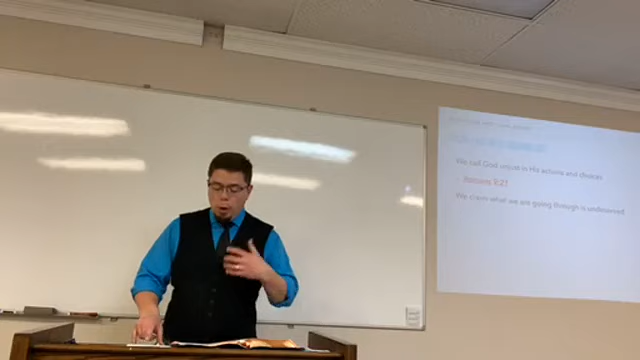 We call God unjust in His actions and choices
Romans 9:21
We claim what we are going through is undeserved